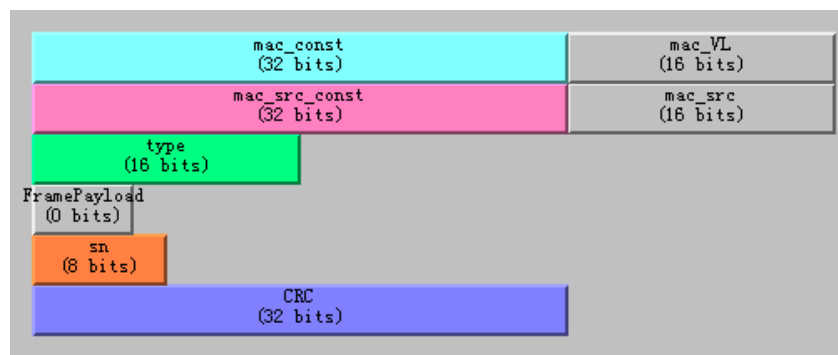 mac_const
(32 bits)
mac_VL
(16 bits)
mac_src_const
(32 bits)
mac_src
(16 bits)
type
(16 bits)
FramePayload
(0 bits)
sn
(8 bits)
CRC
(32 bits)